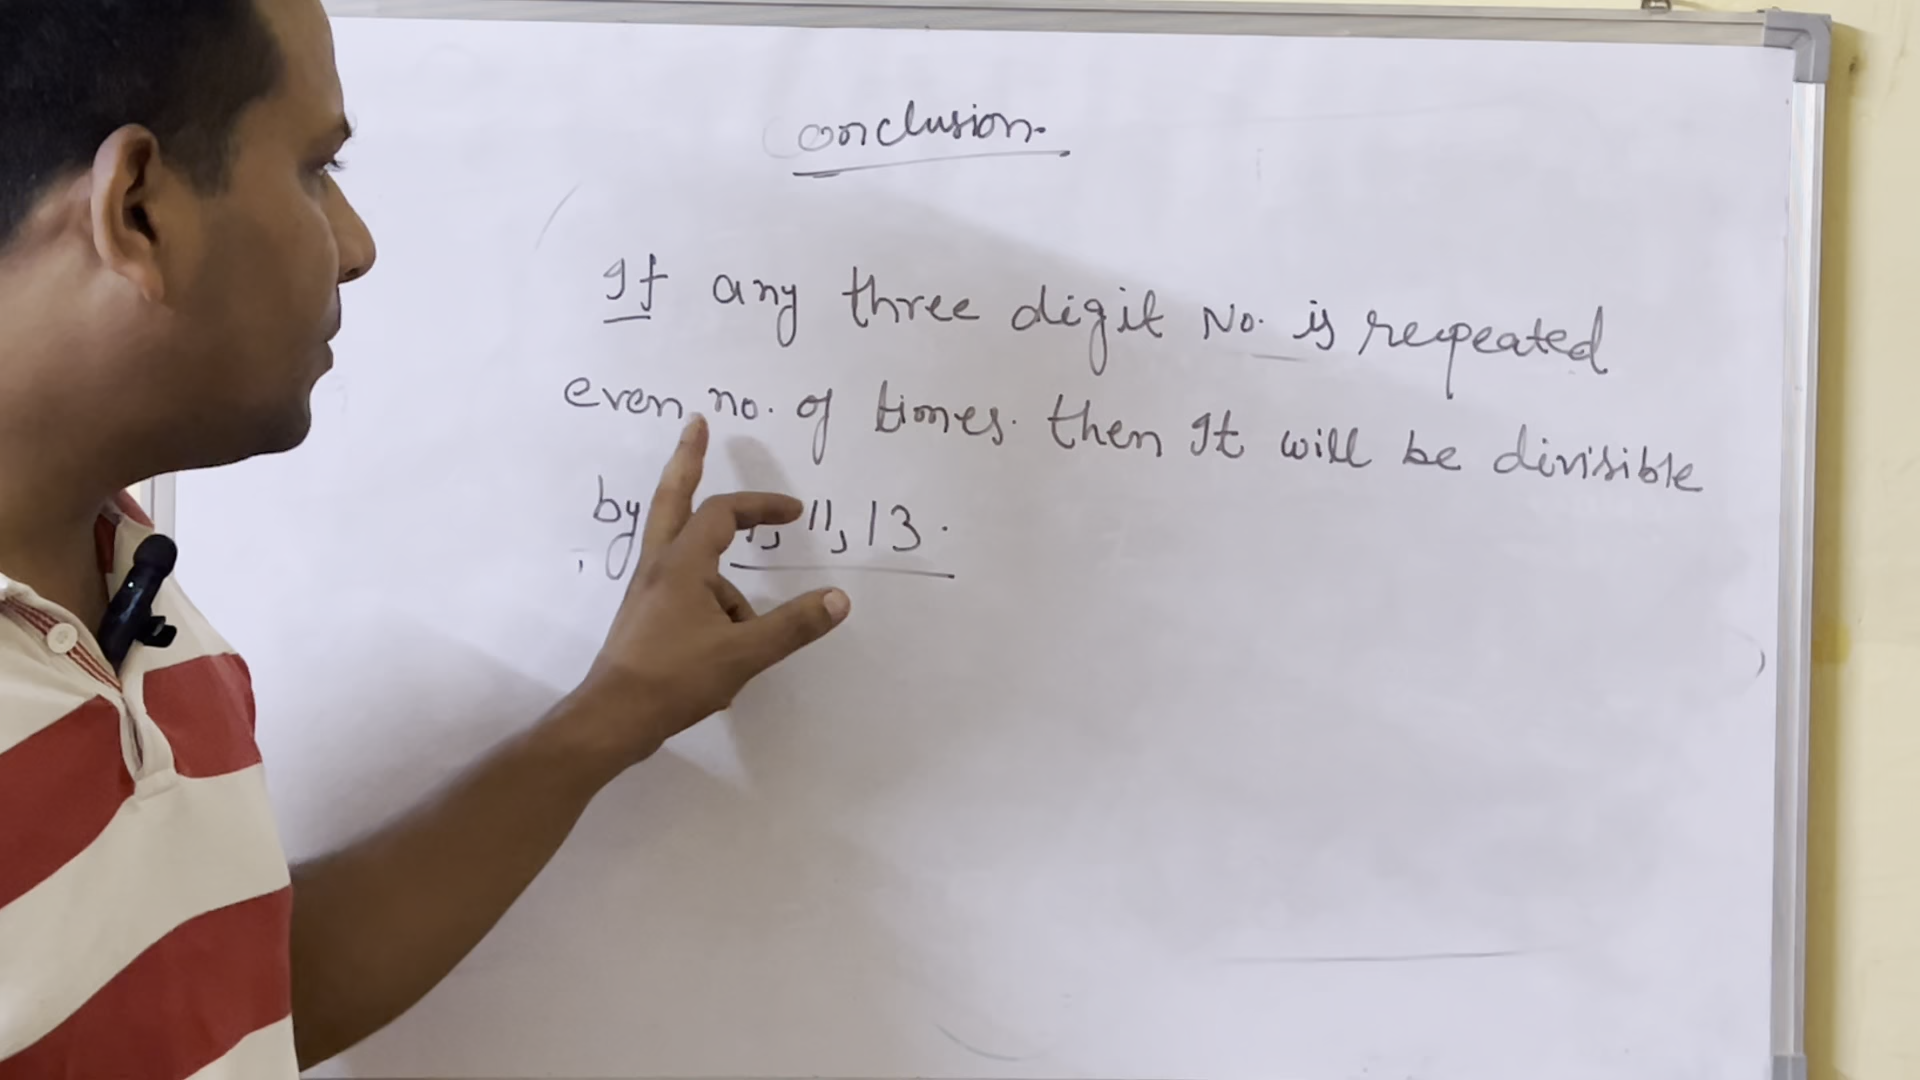 Conclusion.
If any three digit No. is repeated
even no. of times. then It will be divisible
by 11, 13.